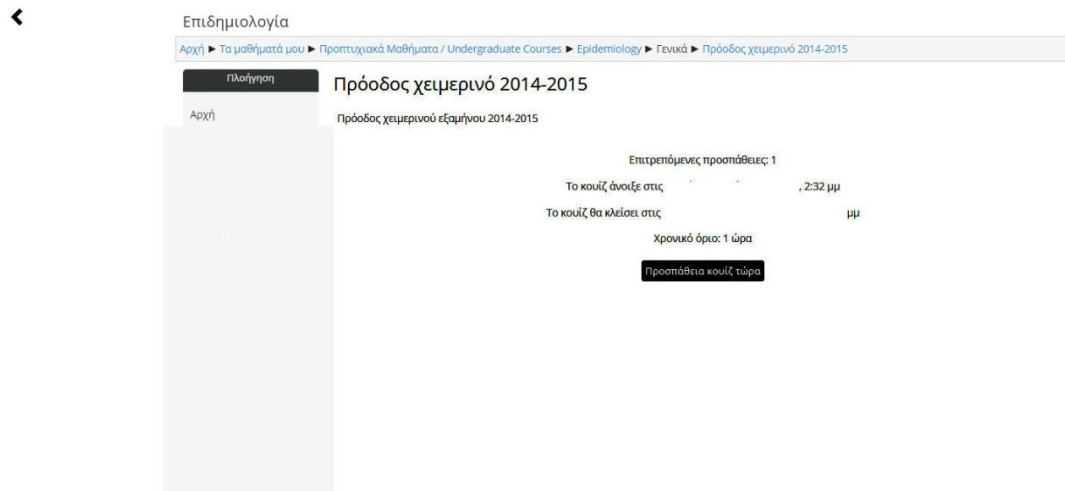 Επιδημιολογία
Αρχή ► Τα μαθήματά μου ► Προπτυχιακά Μαθήματα / Undergraduate Courses ► Epidemiology ► Γενικά ► Πρόοδος χειμερινό 2014-2015
Πλοήγηση
Αρχή
Πρόοδος χειμερινό 2014-2015
Πρόοδος χειμερινού εξαμήνου 2014-2015
Επιτρεπόμενες προσπάθειες: 1
Το κουίζ άνοιξε στις , 2:32 μμ
Το κουίζ θα κλείσει στις μμ
Χρονικό όριο: 1 ώρα
Προσπάθεια κουίζ τώρα